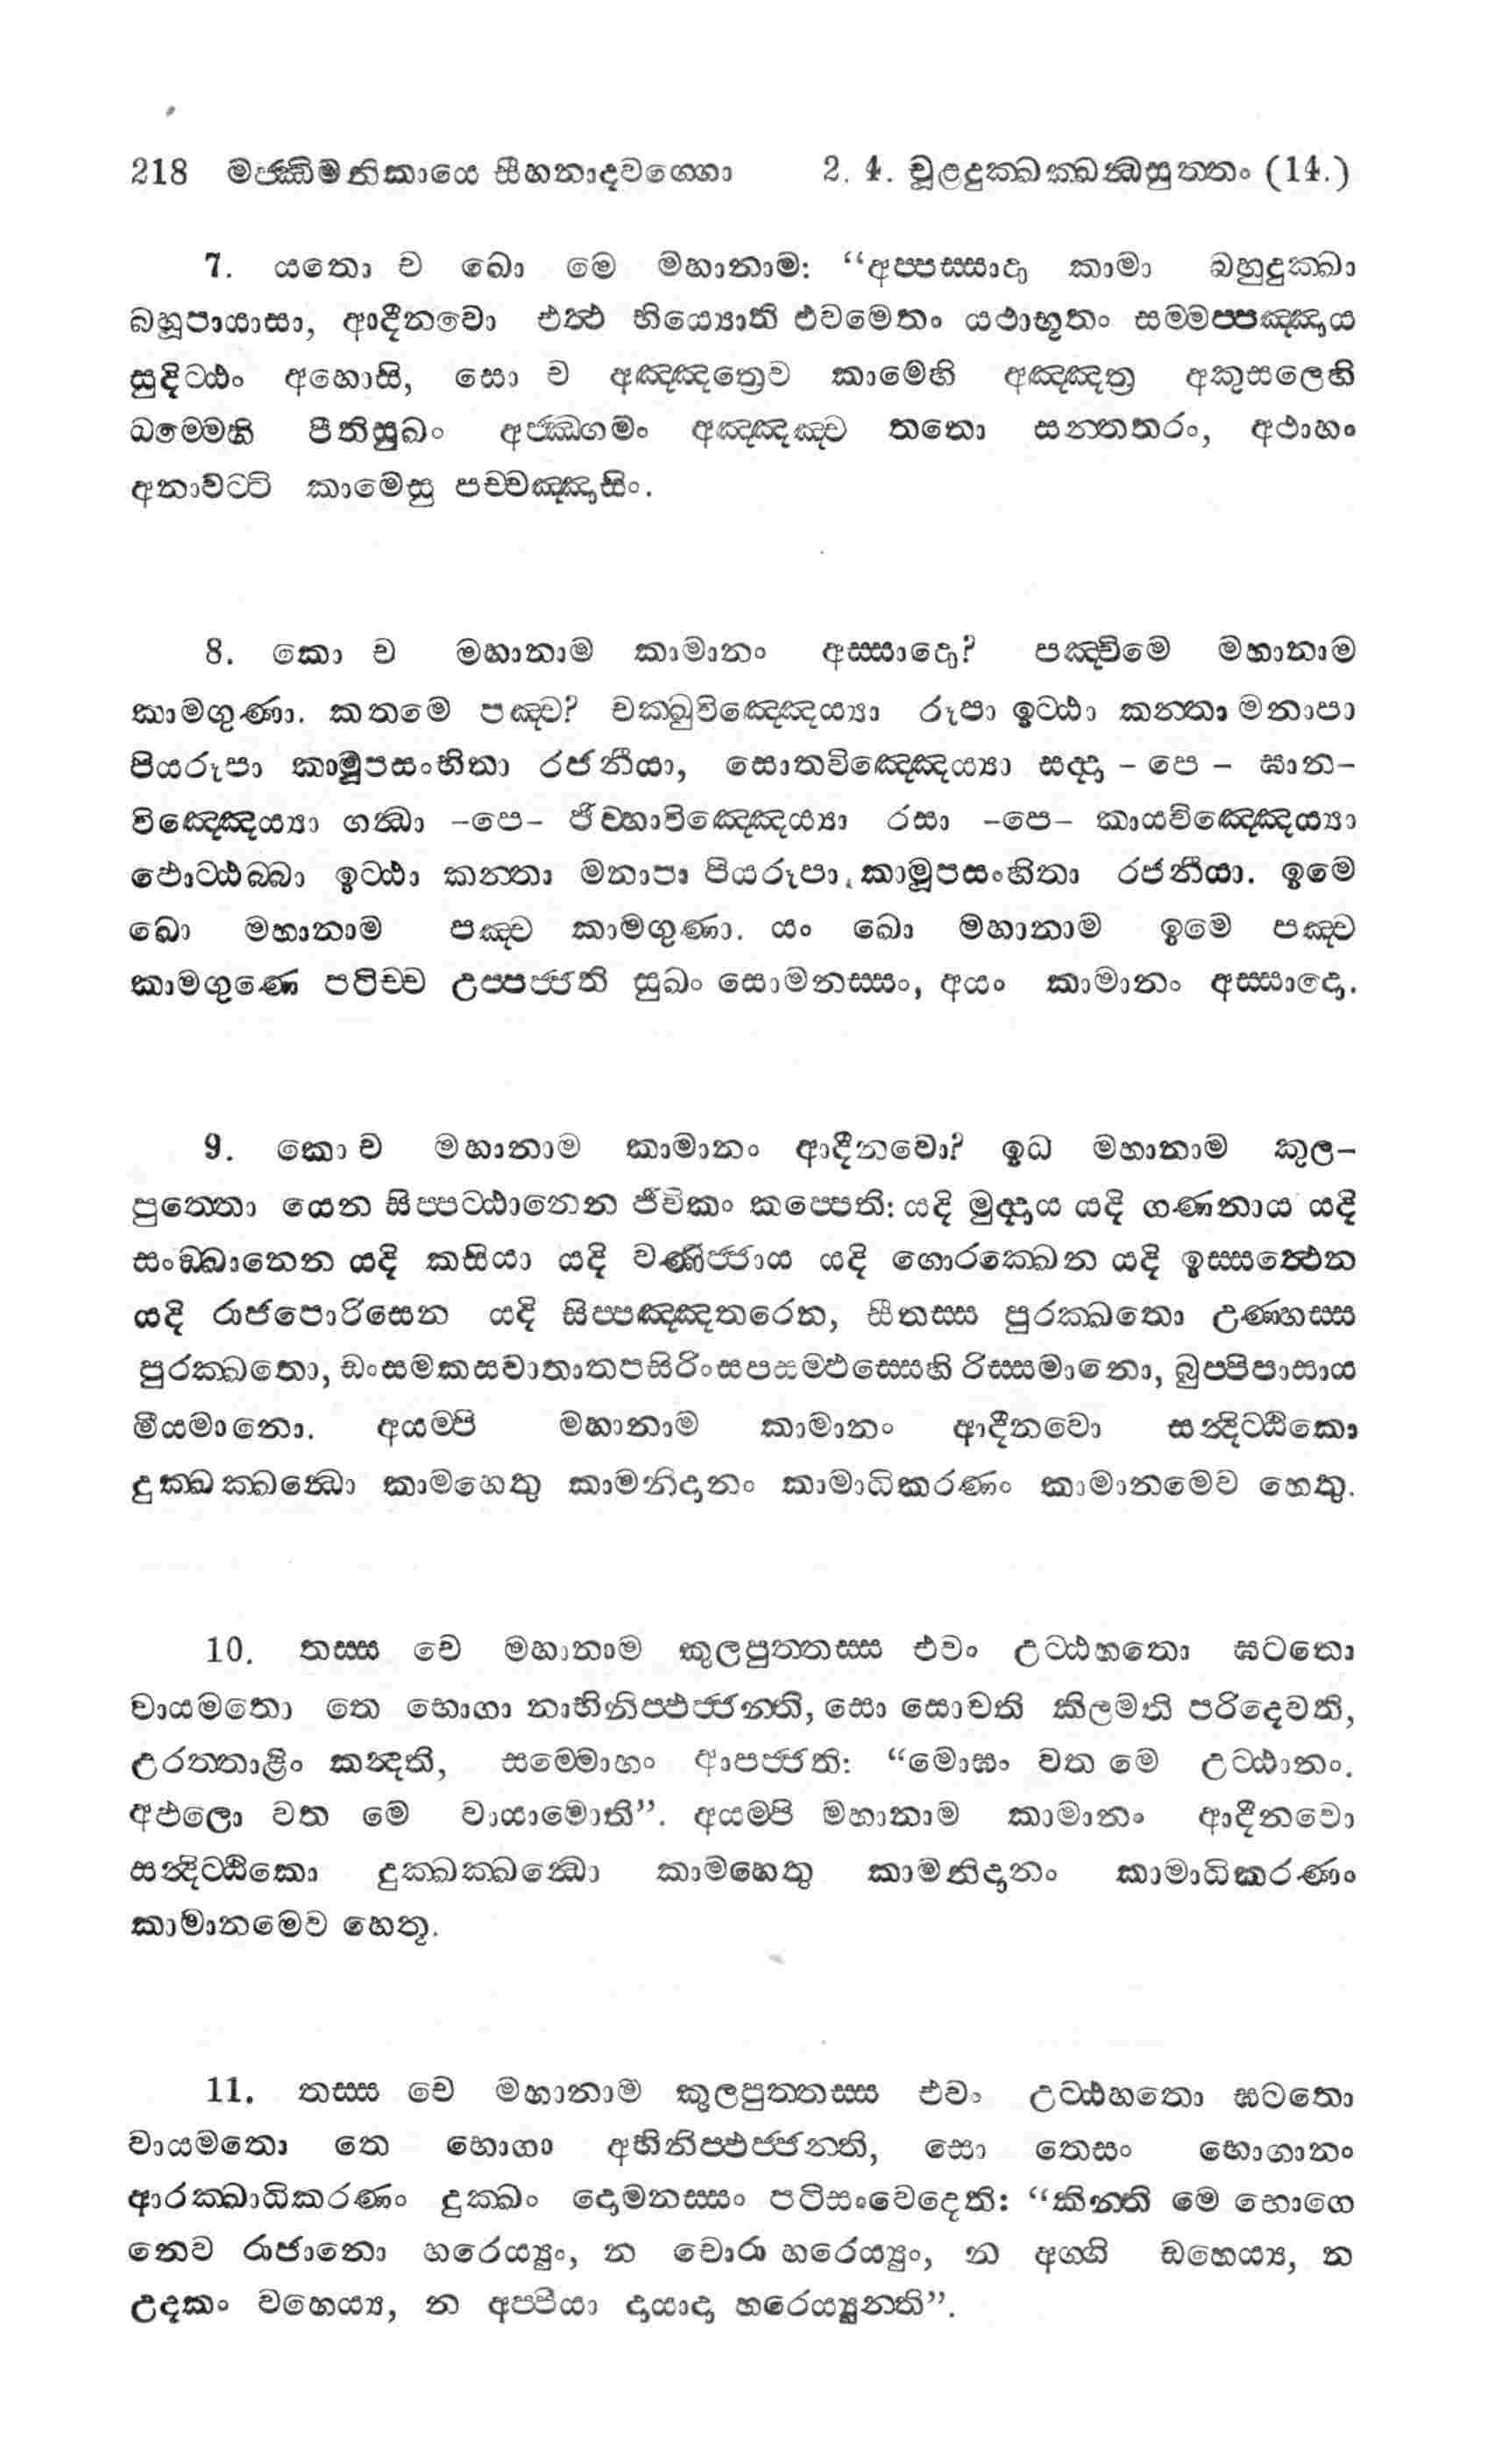 218 මජ්ඣිමනිකායෙ සීහනාදවග්ගො 2. 4. චූළදුක්ඛක්ඛන්ධසුත්තං (14.)
7. යතො ච ඛො මෙ මහානාම: “අප්පස්සාදා කාමා බහුදුක්ඛා
බහූපායාසා, ආදීනවො එත්ථ භිය්‍යොති එවමෙතං යථාභූතං සම්මප්පඤ්ඤාය
සුදිට්ඨං අහොසි, සො ච අඤ්ඤත්‍රෙව කාමෙහි අඤ්ඤත්‍ර අකුසලෙහි
ධම්මෙහි පීතිසුඛං අජ්ඣගමං අඤ්ඤඤ්ච තතො සන්තතරං, අථාහං
අනාවට්ටි කාමෙසු පච්චඤ්ඤාසිං.
8. කො ච මහානාම කාමානං අස්සාදො? පඤ්චිමෙ මහානාම
කාමගුණා. කතමෙ පඤ්ච? චක්ඛුවිඤ්ඤෙය්‍යා රූපා ඉට්ඨා කන්තා මනාපා
පියරූපා කාමූපසංහිතා රජනීයා, සොතවිඤ්ඤෙය්‍යා සද්දා – පෙ – ඝාන–
විඤ්ඤෙය්‍යා ගන්ධා –පෙ– ජිව්හාවිඤ්ඤෙය්‍යා රසා –පෙ– කායවිඤ්ඤෙය්‍යා
ඵොට්ඨබ්බා ඉට්ඨා කන්තා මනාපා පියරූපා, කාමූපසංහිතා රජනීයා. ඉමෙ
ඛො මහානාම පඤ්ච කාමගුණා. යං ඛො මහානාම ඉමෙ පඤ්ච
කාමගුණෙ පටිච්ච උප්පජ්ජති සුඛං සොමනස්සං, අයං කාමානං අස්සාදො.
9. කො ච මහානාම කාමානං ආදීනවො? ඉධ මහානාම කුල–
පුත්තො යෙන සිප්පට්ඨානෙන ජීවිකං කප්පෙති: යදි මුද්දාය යදි ගණනාය යදි
සංඛ්ඛානෙන යදි කසියා යදි වණිජ්ජාය යදි ගොරක්ඛෙන යදි ඉස්සත්ථෙන
යදි රාජපොරිසෙන යදි සිප්පඤ්ඤතරෙන, සීතස්ස පුරක්ඛතො උණ්හස්ස
පුරක්ඛතො, ඩංසමකසවාතාතපසිරිංසපසම්ඵස්සෙහි රිස්සමානො, ඛුප්පිපාසාය
මීයමානො. අයම්පි මහානාම කාමානං ආදීනවො සන්දිට්ඨිකො
දුක්ඛක්ඛන්ධො කාමහෙතු කාමනිදානං කාමාධිකරණං කාමානමෙව හෙතු.
10. තස්ස චෙ මහානාම කුලපුත්තස්ස එවං උට්ඨහතො ඝටතො
වායමතො තෙ භොගා නාභිනිප්ඵජ්ජන්ති, සො සොචති කිලමති පරිදෙවති,
උරත්තාළිං කන්දති, සම්මොහං ආපජ්ජති: “මොඝං වත මෙ උට්ඨානං.
අඵලො වත මෙ වායාමොති”. අයම්පි මහානාම කාමානං ආදීනවො
සන්දිට්ඨිකො දුක්ඛක්ඛන්ධො කාමහෙතු කාමනිදානං කාමාධිකරණං
කාමානමෙව හෙතු.
11. තස්ස චෙ මහානාම කුලපුත්තස්ස එවං උට්ඨහතො ඝටතො
වායමතො තෙ භොගා අභිනිප්ඵජ්ජන්ති, සො තෙසං භොගානං
ආරක්ඛාධිකරණං දුක්ඛං දොමනස්සං පටිසංවෙදෙති: “කින්ති මෙ භොගෙ
නෙව රාජානො හරෙය්‍යුං, න චොරා හරෙය්‍යුං, න අග්ගි ඩහෙය්‍ය, න
උදකං වහෙය්‍ය, න අප්පියා දායාදා හරෙය්‍යුන්ති”.